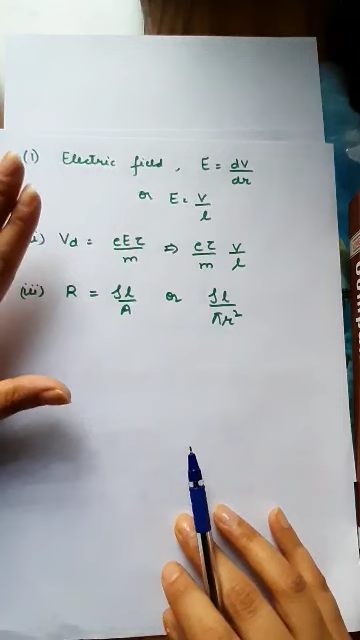 (i) Electric field, E = dv/dr
or E = V/l
ii) Vd = eEτ/m ⇒ eτ/m V/l
(iii) R = ρl/A or ρl/πr²